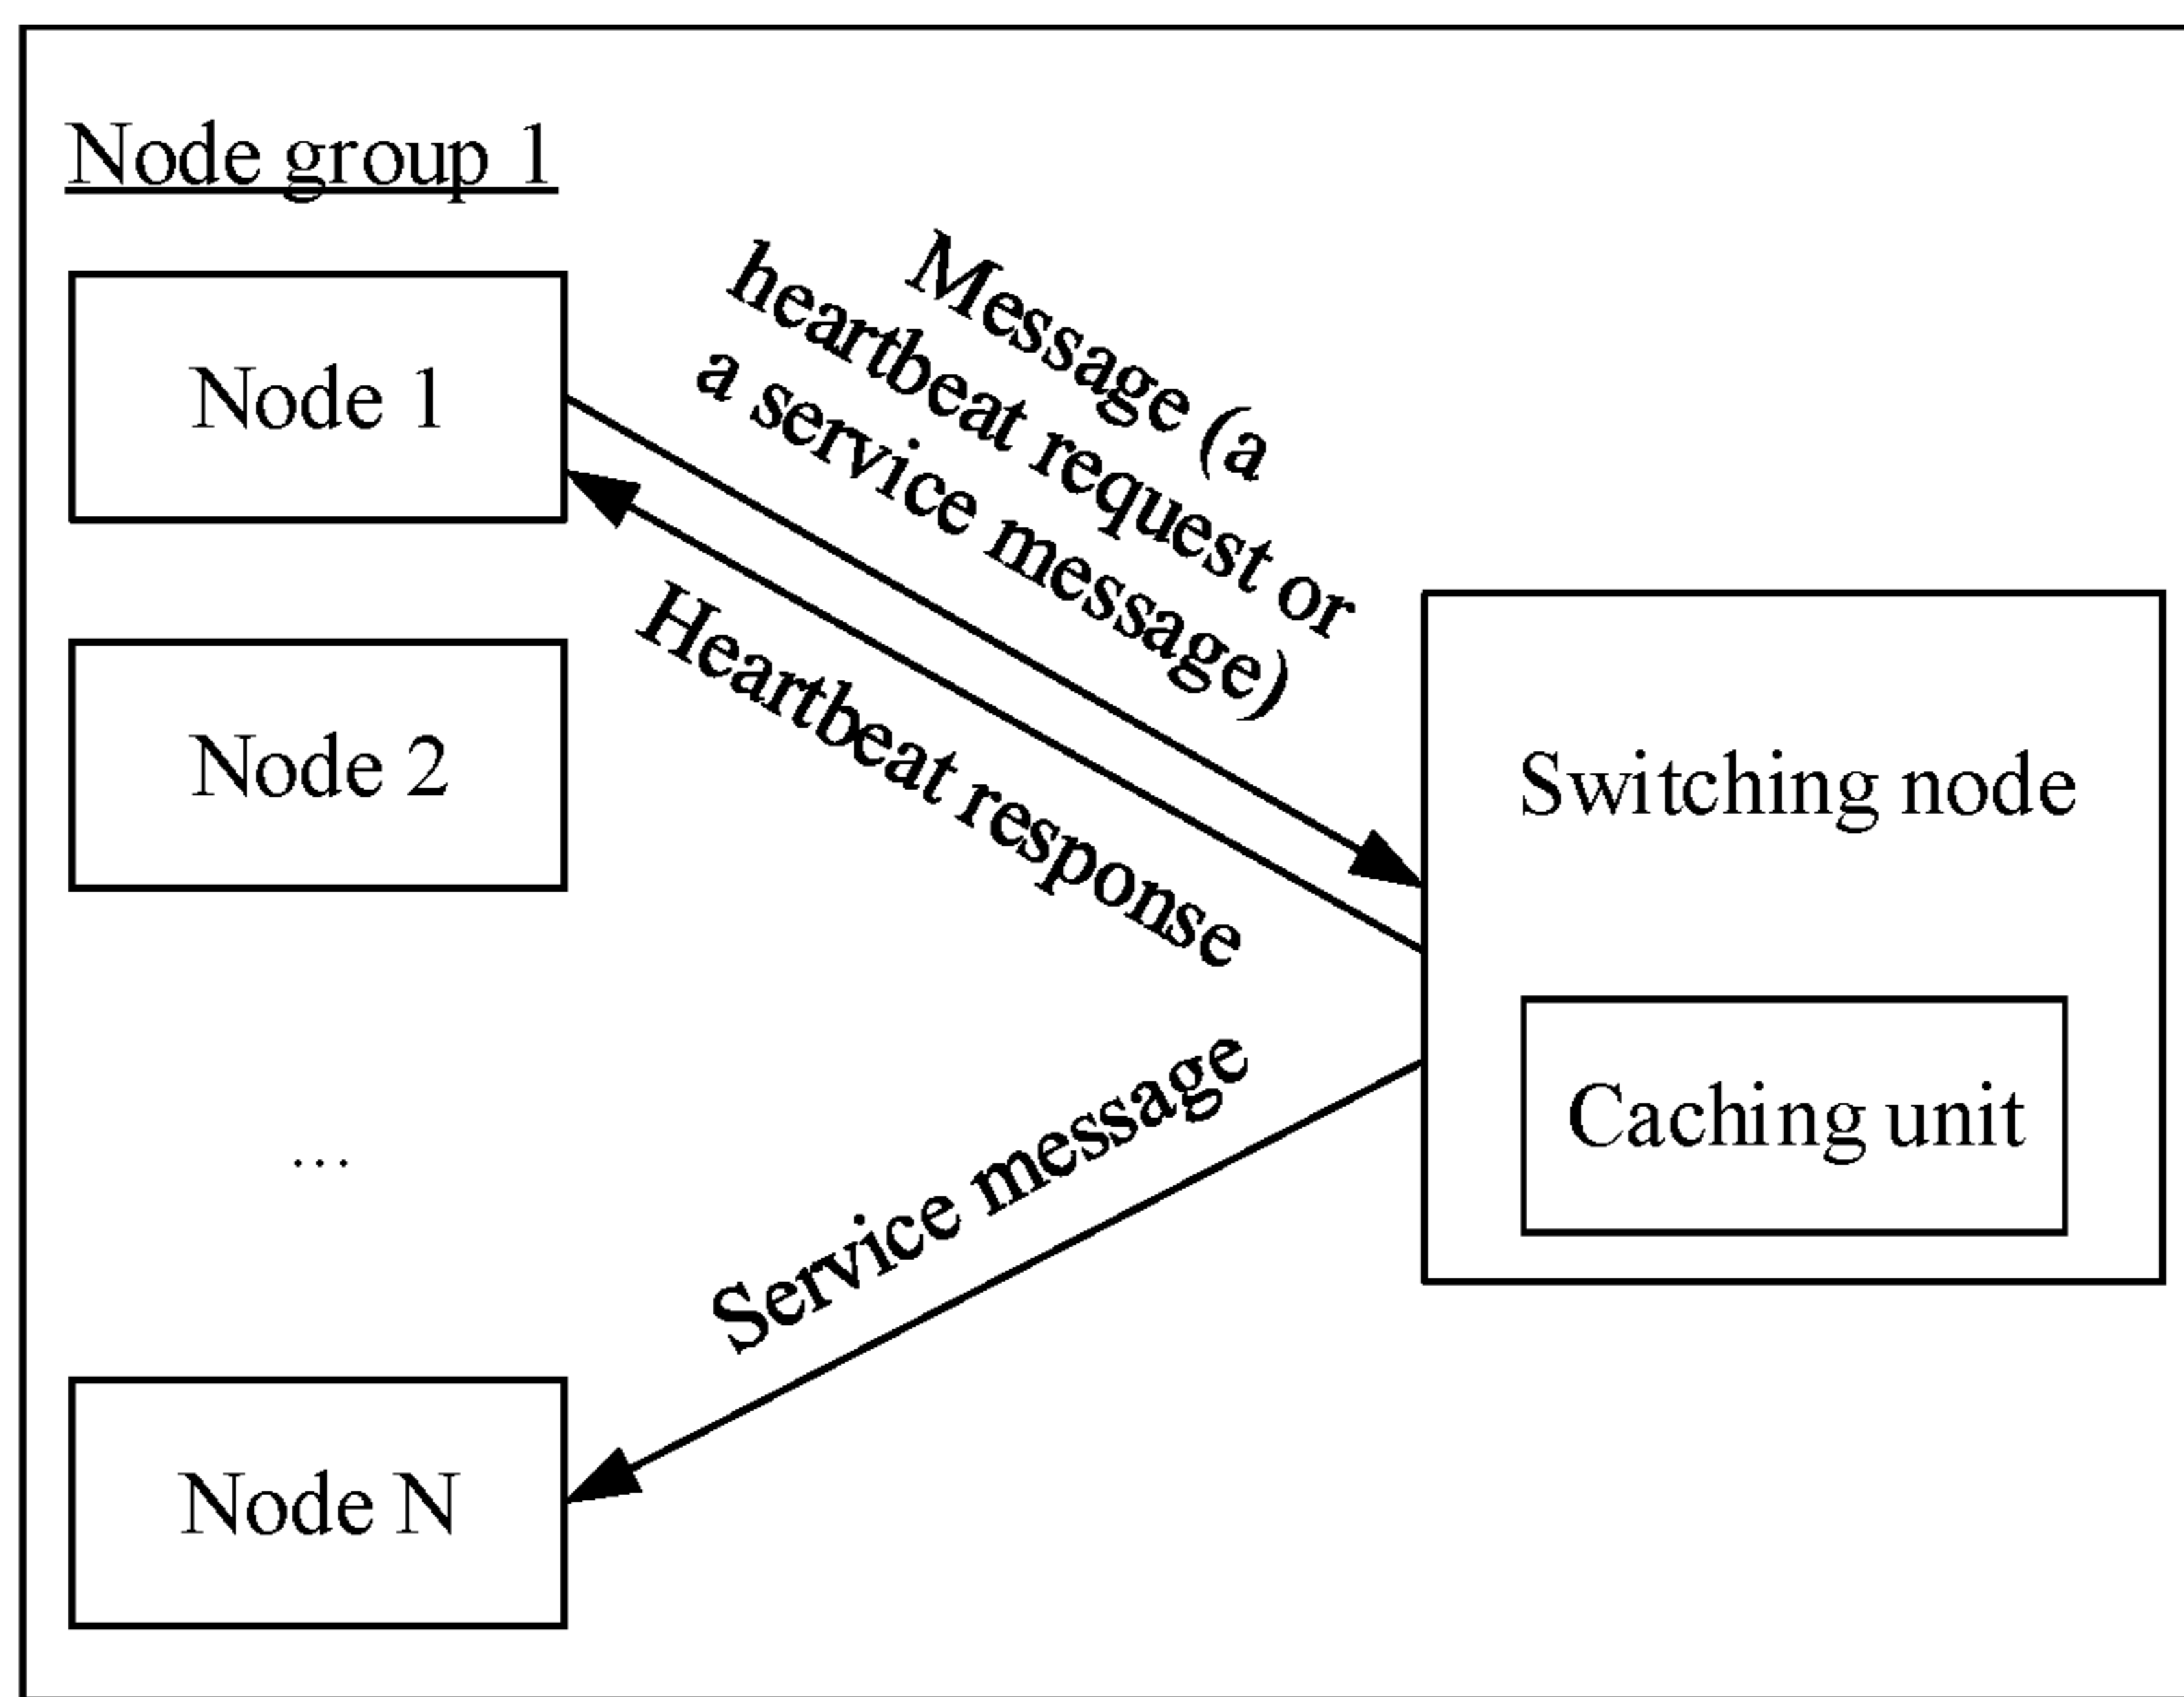 Node group 1
Node 1
Message (a
heartbeat request or
a service message)
Heartbeat response
Node 2
Switching node
Caching unit
...
Service message
Node N